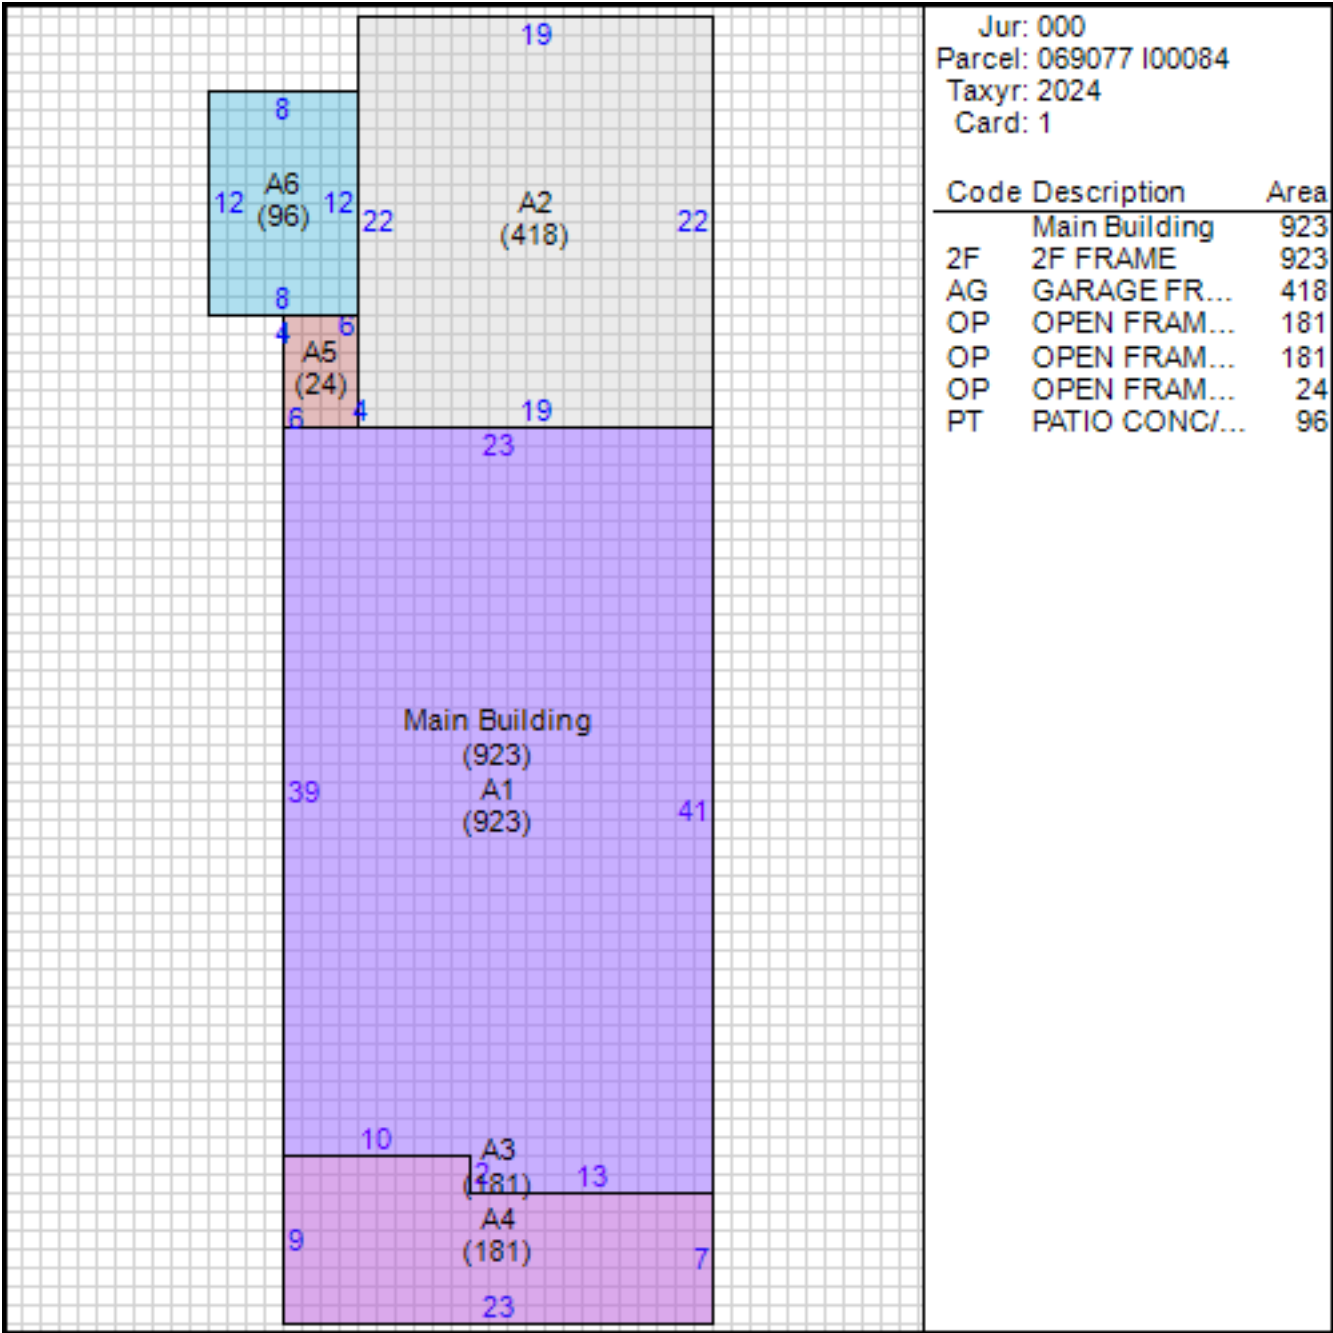 19
8
A6
12
12
(96)
22
A2
(418)
22
8
4
6
A5
(24)
6
4
19
23
Main Building
(923)
39
A1
41
(923)
10
A3
2
13
(181)
A4
9
(181)
7
23
Jur: 000
Parcel: 069077 I00084
Taxyr: 2024
Card: 1
Code Description Area
Main Building 923
2F 2F FRAME 923
AG GARAGE FR... 418
OP OPEN FRAM... 181
OP OPEN FRAM... 181
OP OPEN FRAM... 24
PT PATIO CONC/... 96